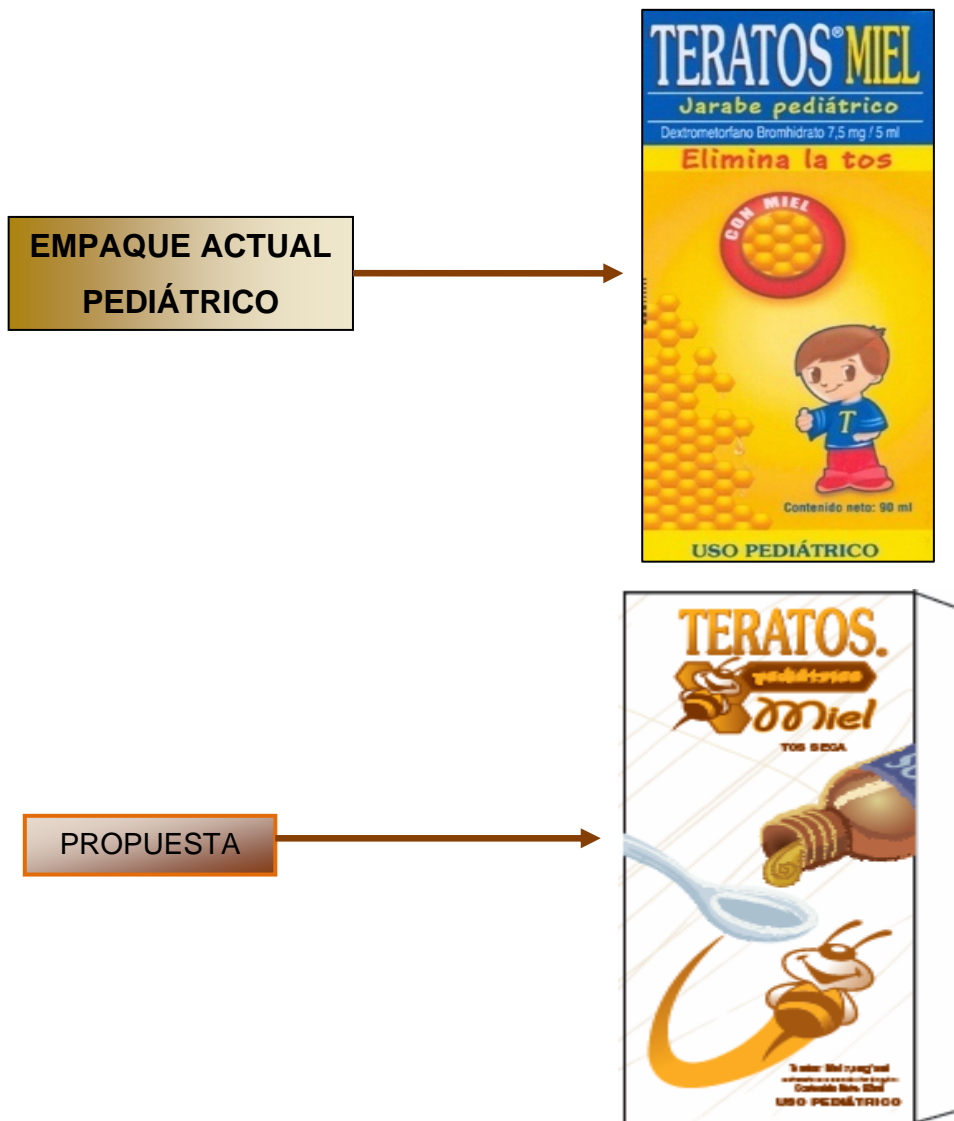 EMPAQUE ACTUAL
PEDIÁTRICO
TERATOS® MIEL
Jarabe pediátrico
Dextrometorfano Bromhidrato 7,5 mg / 5 ml
Elimina la tos
CON MIEL
T
Contenido neto: 90 ml
USO PEDIÁTRICO
PROPUESTA
TERATOS.
Pediátrico
Miel
TOS SECA
USO PEDIÁTRICO